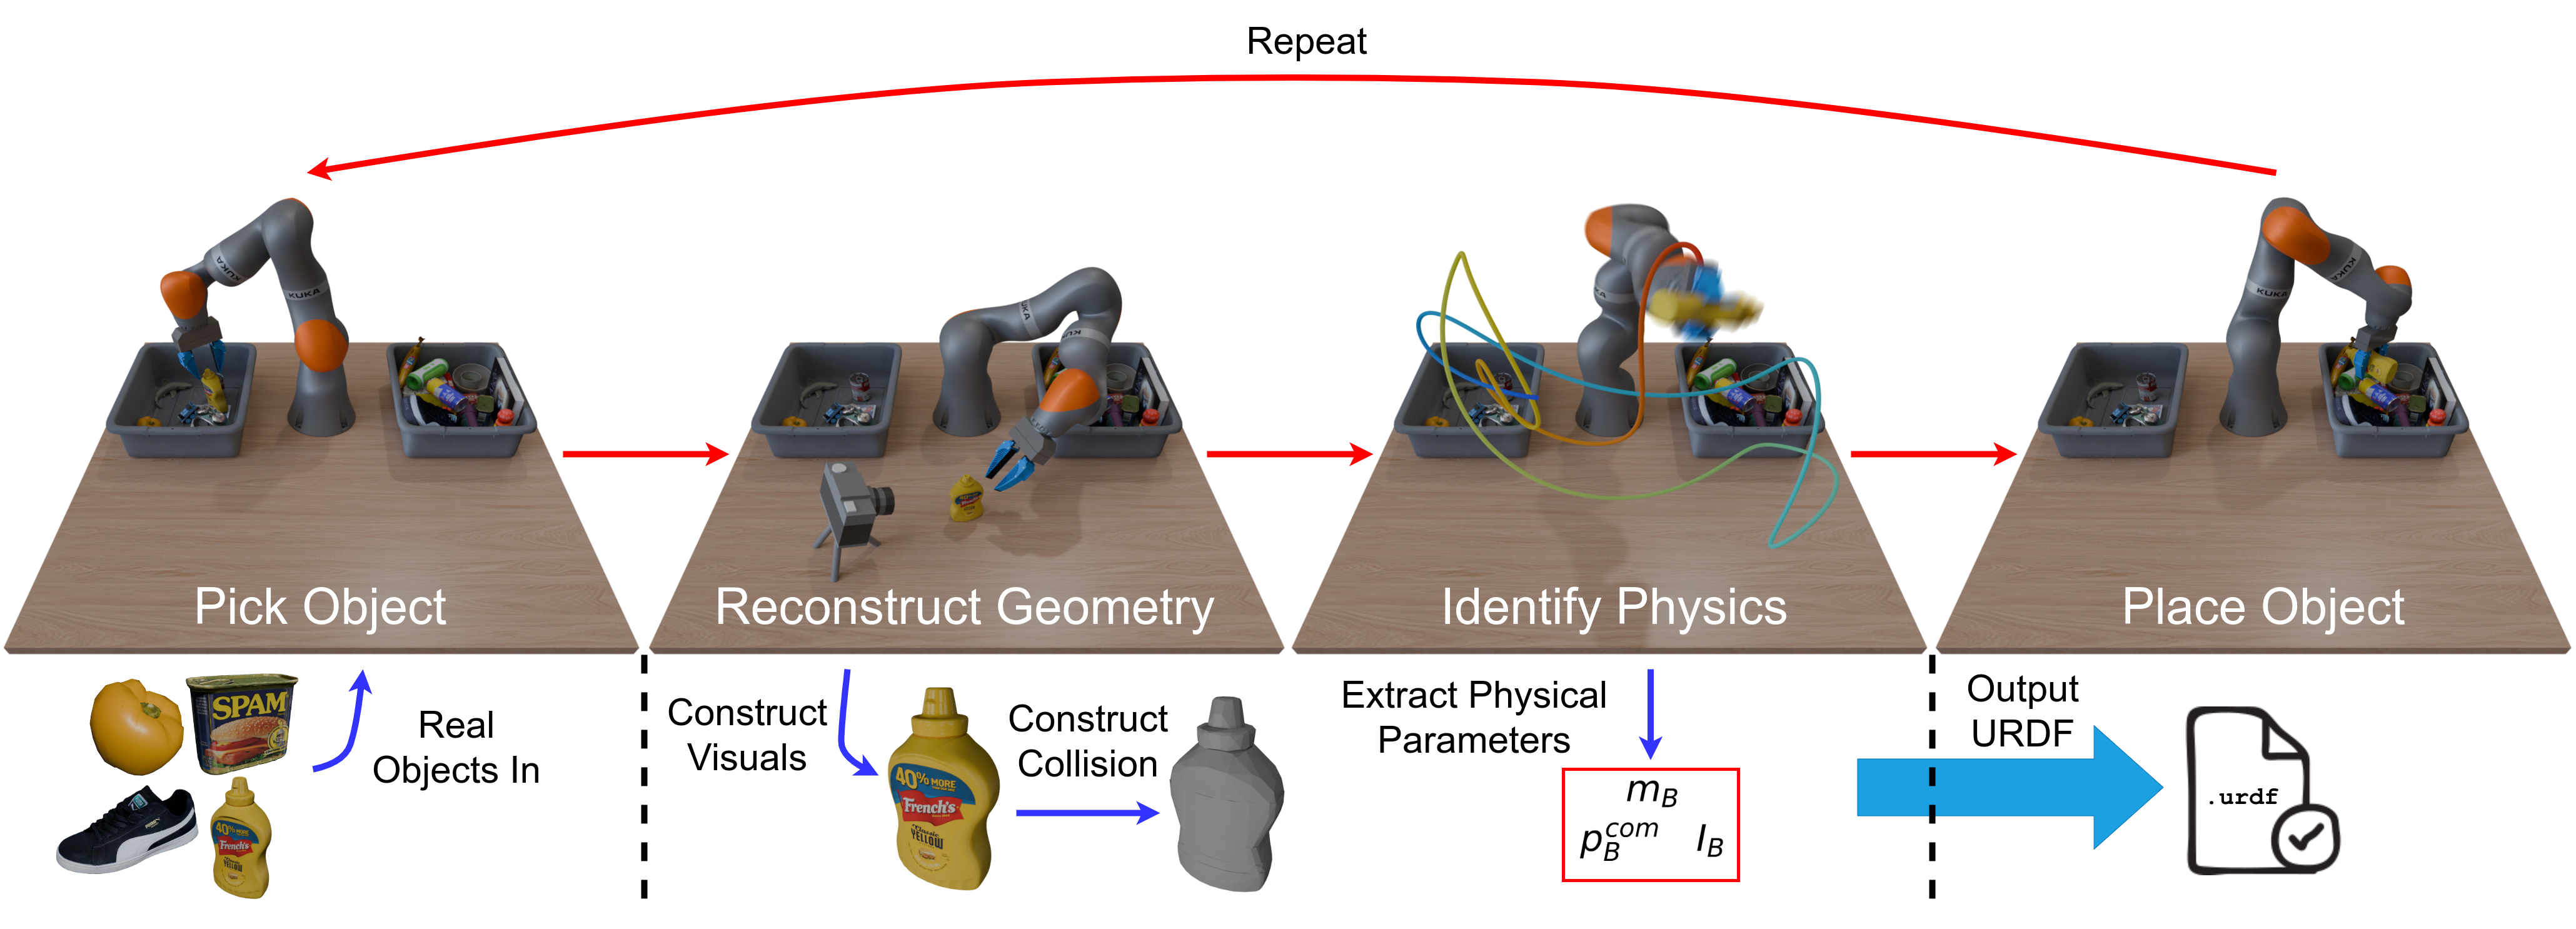 Repeat
KUKA
KUKA
KUKA
KUKA
KUKA
KUKA
Pick Object
Reconstruct Geometry
Identify Physics
Place Object
Real
Objects In
SPAM
40% MORE
French's
YELLOW
Construct
Visuals
40% MORE
French's
Classic
YELLOW
Construct
Collision
Extract Physical
Parameters
m_B
p_B^com I_B
Output
URDF
.urdf